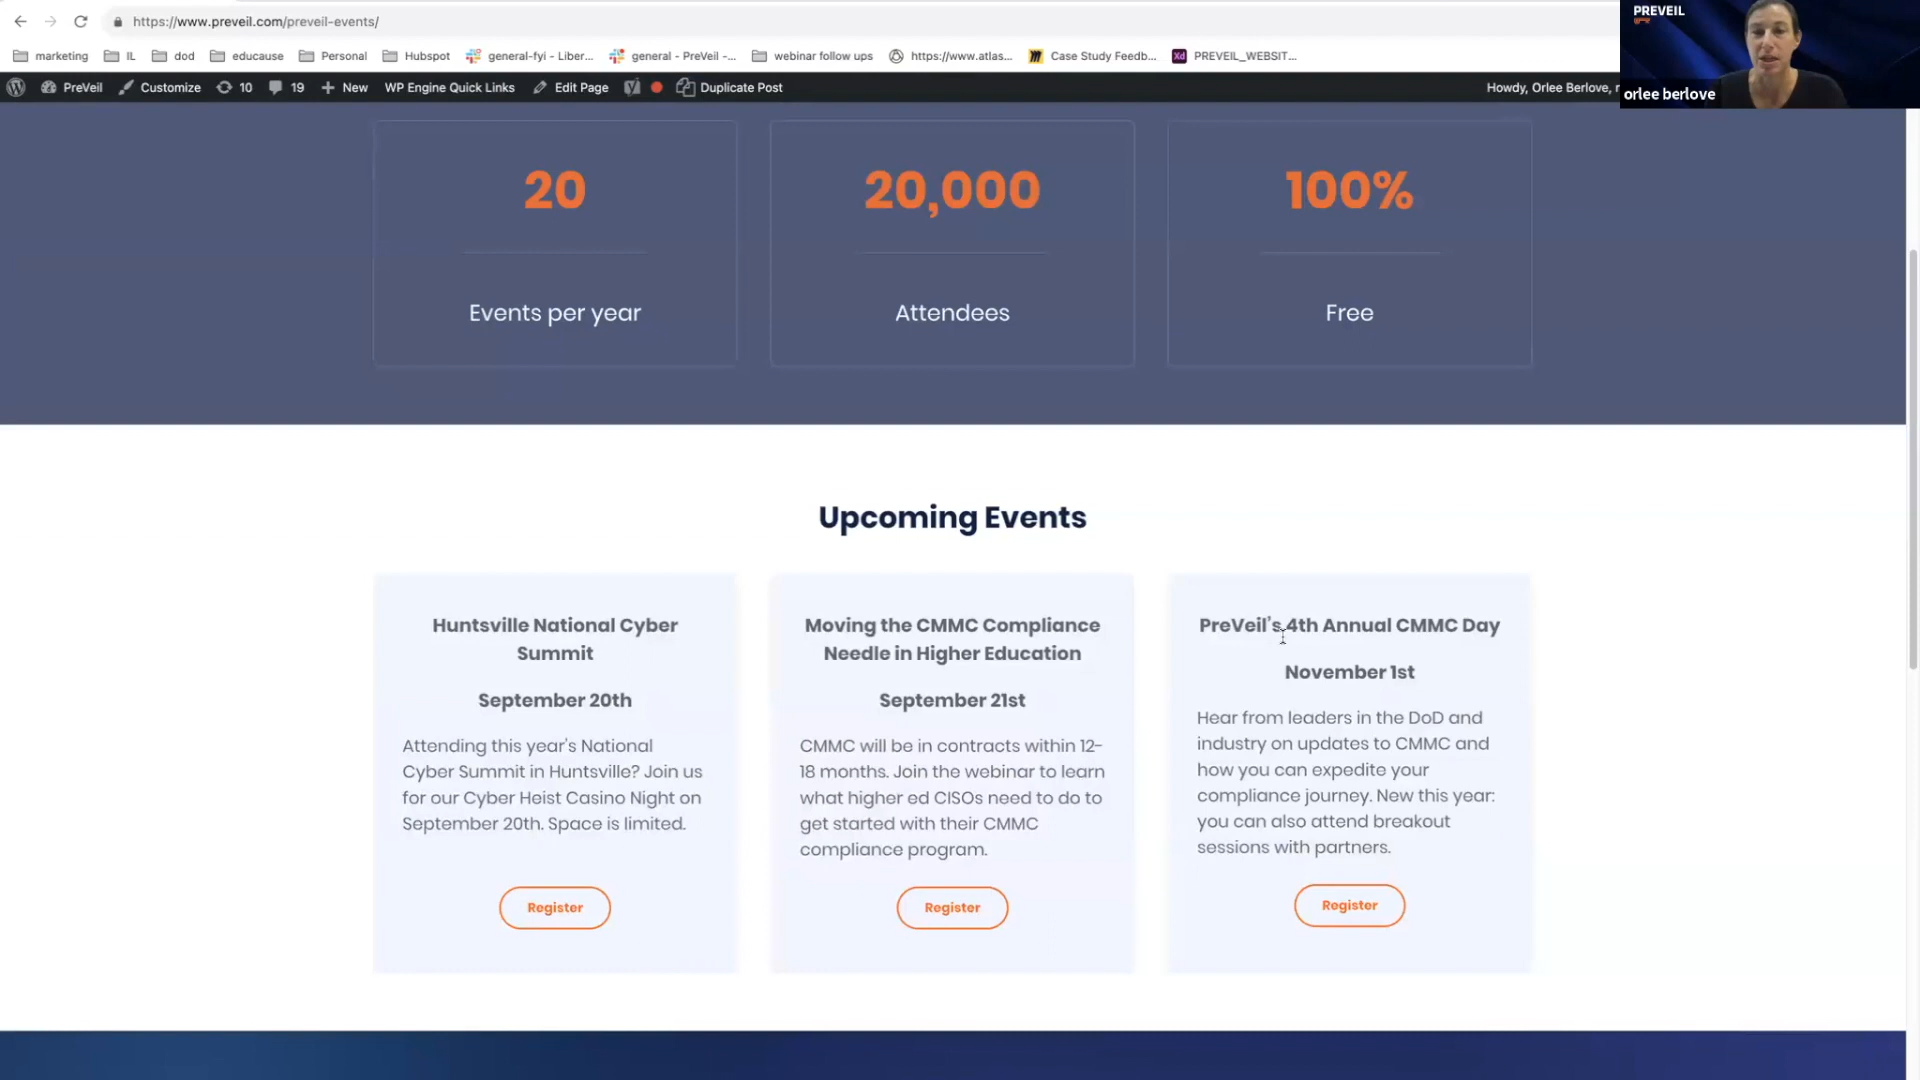 https://www.preveil.com/preveil-events/
PREVEIL
marketing IL dod educause Personal Hubspot general-fyi - Liber... general - PreVeil -... webinar follow ups https://www.atlas... Case Study Feedb... Xd PREVEIL_WEBSIT...
PreVeil Customize 10 19 New WP Engine Quick Links Edit Page Duplicate Post Howdy, Orlee Berlove,
orlee berlove
20 20,000 100%
Events per year Attendees Free
Upcoming Events
Huntsville National Cyber
Summit
September 20th
Attending this year's National
Cyber Summit in Huntsville? Join us
for our Cyber Heist Casino Night on
September 20th. Space is limited.
Register
Moving the CMMC Compliance
Needle in Higher Education
September 21st
CMMC will be in contracts within 12-
18 months. Join the webinar to learn
what higher ed CISOs need to do to
get started with their CMMC
compliance program.
Register
PreVeil's 4th Annual CMMC Day
November 1st
Hear from leaders in the DoD and
industry on updates to CMMC and
how you can expedite your
compliance journey. New this year:
you can also attend breakout
sessions with partners.
Register